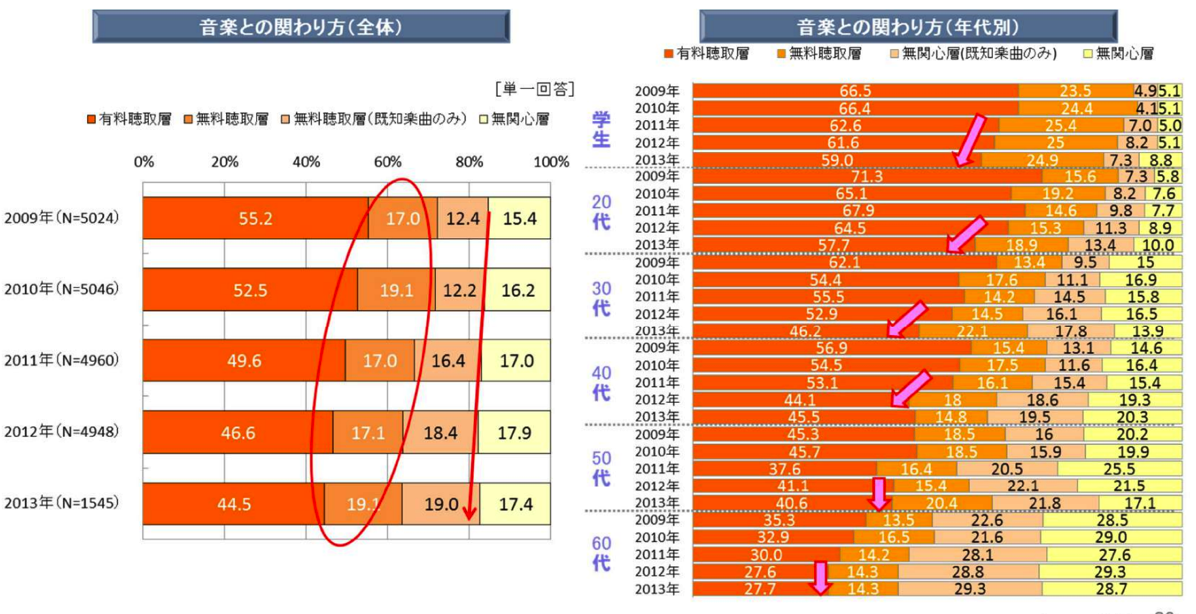 音楽との関わり方(全体)
[単一回答]
有料聴取層 無料聴取層 無料聴取層(既知楽曲のみ) 無関心層
0% 20% 40% 60% 80% 100%
2009年(N=5024) 55.2 17.0 12.4 15.4
2010年(N=5046) 52.5 19.1 12.2 16.2
2011年(N=4960) 49.6 17.0 16.4 17.0
2012年(N=4948) 46.6 17.1 18.4 17.9
2013年(N=1545) 44.5 19.1 19.0 17.4
音楽との関わり方(年代別)
有料聴取層 無料聴取層 無関心層(既知楽曲のみ) 無関心層
学生
2009年 66.5 23.5 4.9 5.1
2010年 66.4 24.4 4.1 5.1
2011年 62.6 25.4 7.0 5.0
2012年 61.6 25 8.2 5.1
2013年 59.0 24.9 7.3 8.8
20代
2009年 71.3 15.6 7.3 5.8
2010年 65.1 19.2 8.2 7.6
2011年 67.9 14.6 9.8 7.7
2012年 64.5 15.3 11.3 8.9
2013年 57.7 18.9 13.4 10.0
30代
2009年 62.1 13.4 9.5 15
2010年 54.4 17.6 11.1 16.9
2011年 55.5 14.2 14.5 15.8
2012年 52.9 14.5 16.1 16.5
2013年 46.2 22.1 17.8 13.9
40代
2009年 56.9 15.4 13.1 14.6
2010年 54.5 17.5 11.6 16.4
2011年 53.1 16.1 15.4 15.4
2012年 44.1 18 18.6 19.3
2013年 45.5 14.8 19.5 20.3
50代
2009年 45.3 18.5 16 20.2
2010年 45.7 18.5 15.9 19.9
2011年 37.6 16.4 20.5 25.5
2012年 41.1 15.4 22.1 21.5
2013年 40.6 20.4 21.8 17.1
60代
2009年 35.3 13.5 22.6 28.5
2010年 32.9 16.5 21.6 29.0
2011年 30.0 14.2 28.1 27.6
2012年 27.6 14.3 28.8 29.3
2013年 27.7 14.3 29.3 28.7